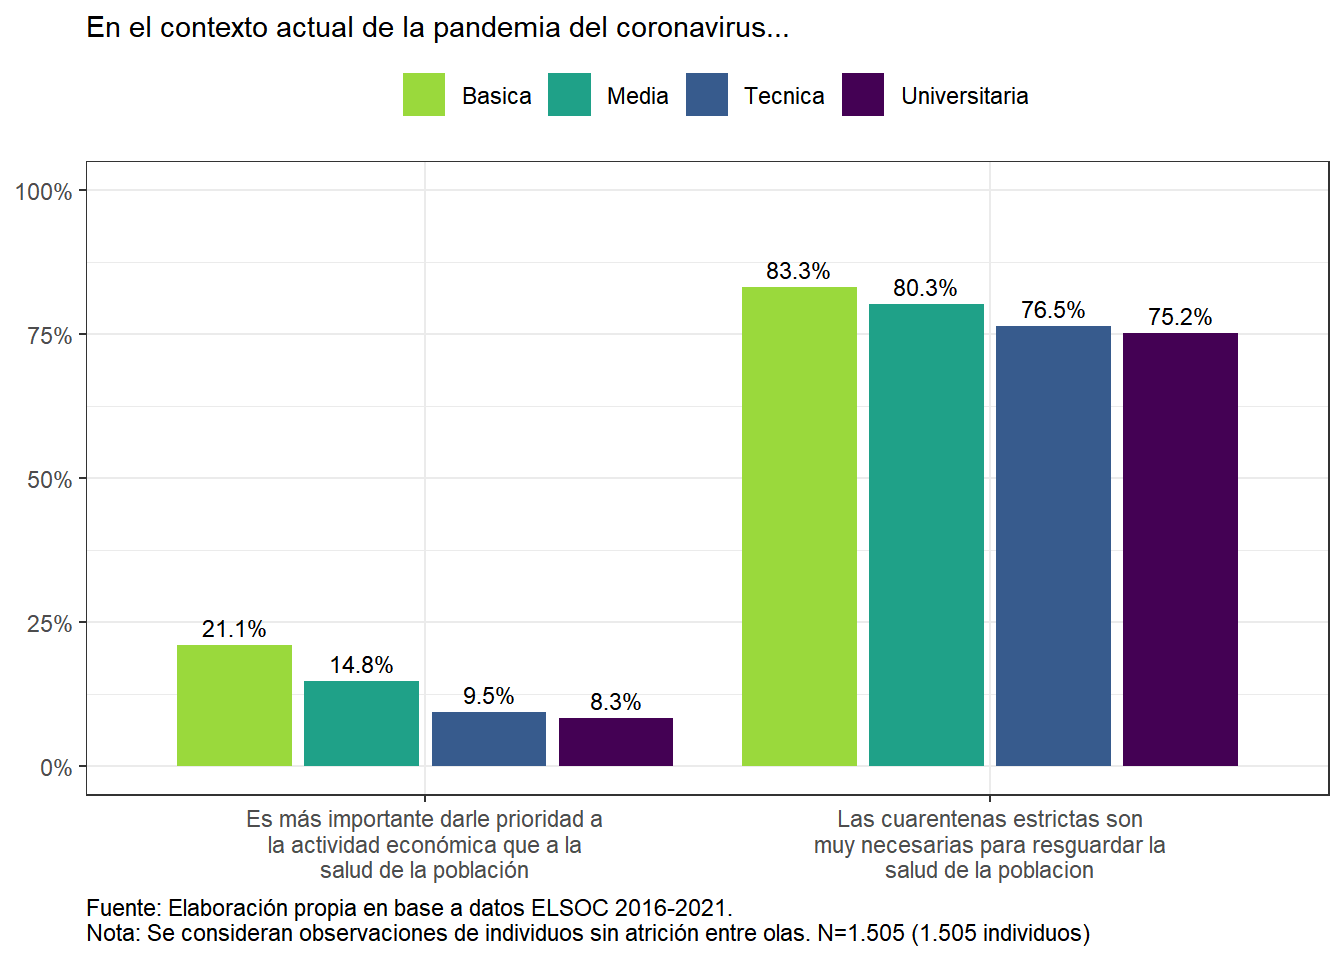 En el contexto actual de la pandemia del coronavirus...
Basica Media Tecnica Universitaria
100%
75%
50%
25%
0%
21.1%
14.8%
9.5%
8.3%
83.3%
80.3%
76.5%
75.2%
Es más importante darle prioridad a
la actividad económica que a la
salud de la población
Las cuarentenas estrictas son
muy necesarias para resguardar la
salud de la poblacion
Fuente: Elaboración propia en base a datos ELSOC 2016-2021.
Nota: Se consideran observaciones de individuos sin atrición entre olas. N=1.505 (1.505 individuos)